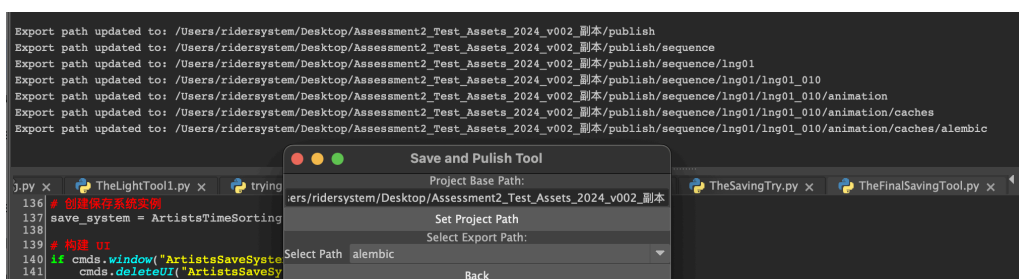 Export path updated to: /Users/ridersystem/Desktop/Assessment2_Test_Assets_2024_v002_副本/publish
Export path updated to: /Users/ridersystem/Desktop/Assessment2_Test_Assets_2024_v002_副本/publish/sequence
Export path updated to: /Users/ridersystem/Desktop/Assessment2_Test_Assets_2024_v002_副本/publish/sequence/lng01
Export path updated to: /Users/ridersystem/Desktop/Assessment2_Test_Assets_2024_v002_副本/publish/sequence/lng01/lng01_010
Export path updated to: /Users/ridersystem/Desktop/Assessment2_Test_Assets_2024_v002_副本/publish/sequence/lng01/lng01_010/animation
Export path updated to: /Users/ridersystem/Desktop/Assessment2_Test_Assets_2024_v002_副本/publish/sequence/lng01/lng01_010/animation/caches
Export path updated to: /Users/ridersystem/Desktop/Assessment2_Test_Assets_2024_v002_副本/publish/sequence/lng01/lng01_010/animation/caches/alembic
Save and Pulish Tool
Project Base Path:
.py × TheLightTool1.py × trying TheSavingTry.py × TheFinalSavingTool.py ×
136 # 创建保存系统实例
sers/ridersystem/Desktop/Assessment2_Test_Assets_2024_v002_副本
137 save_system = ArtistsTimeSorting
Set Project Path
138
Select Export Path:
139 # 构建 UI
140 if cmds.window("ArtistsSaveSyste
Select Path alembic
141 cmds.deleteUI("ArtistsSaveSy
Back